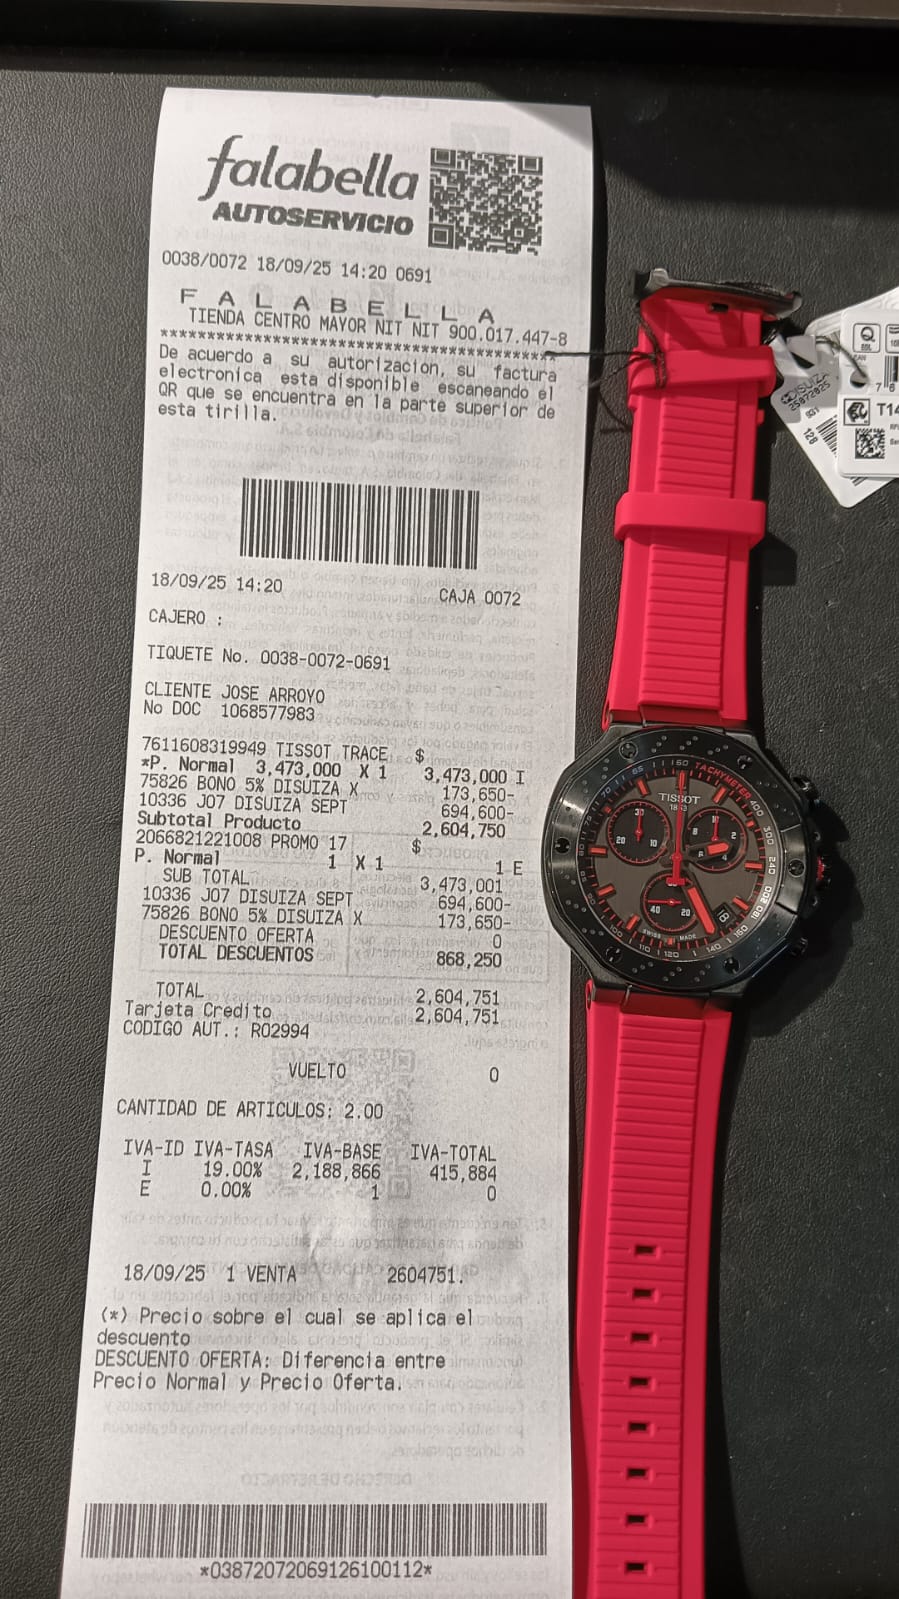 falabella
AUTOSERVICIO
0038/0072 18/09/25 14:20 0691
F A L A B E L L A
TIENDA CENTRO MAYOR NIT NIT 900.017.447-8
******************************************
De acuerdo a su autorizacion, su factura
electronica esta disponible escaneando el
QR que se encuentra en la parte superior de
esta tirilla.
18/09/25 14:20 CAJA 0072
CAJERO :
TIQUETE No. 0038-0072-0691
CLIENTE JOSE ARROYO
No DOC 1068577983
7611608319949 TISSOT TRACE $
*P. Normal 3,473,000 X 1 3,473,000 I
75826 BONO 5% DISUIZA X 173,650-
10336 J07 DISUIZA SEPT 694,600-
Subtotal Producto 2,604,750
2066821221008 PROMO 17 $
P. Normal 1 X 1 1 E
SUB TOTAL 3,473,001
10336 J07 DISUIZA SEPT 694,600-
75826 BONO 5% DISUIZA X 173,650-
DESCUENTO OFERTA 0
TOTAL DESCUENTOS 868,250
TOTAL 2,604,751
Tarjeta Credito 2,604,751
CODIGO AUT.: R02994
VUELTO 0
CANTIDAD DE ARTICULOS: 2.00
IVA-ID IVA-TASA IVA-BASE IVA-TOTAL
I 19.00% 2,188,866 415,884
E 0.00% 1 0
18/09/25 1 VENTA 2604751.
(*) Precio sobre el cual se aplica el
descuento
DESCUENTO OFERTA: Diferencia entre
Precio Normal y Precio Oferta.
*03872072069126100112*
TISSOT
1853
TACHYMETER
SWISS MADE
DISUIZA
T14